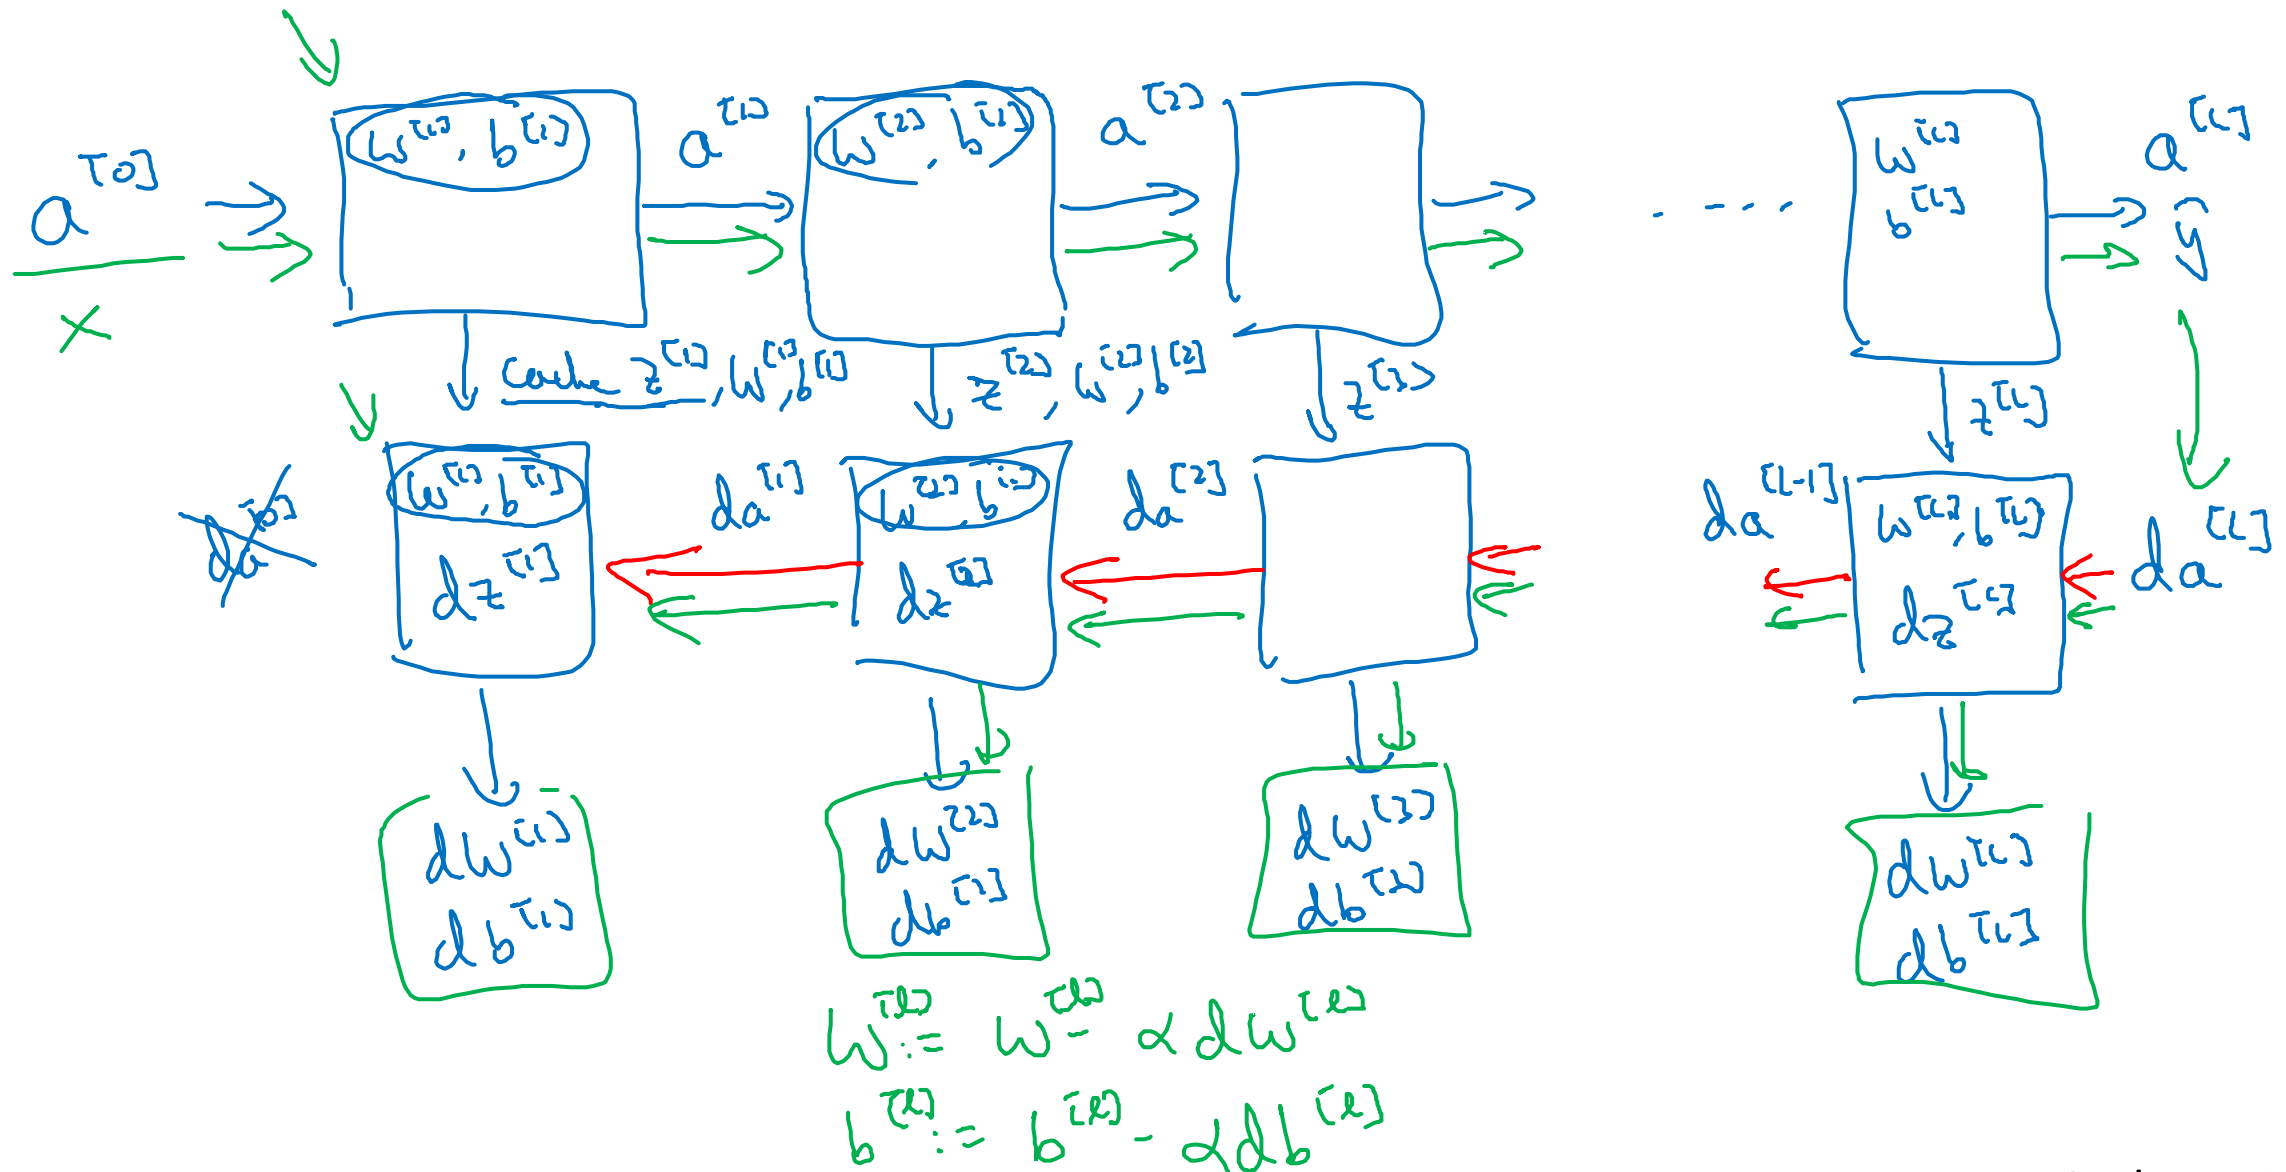 a^[0]
w^[1], b^[1]
a^[1]
w^[2], b^[2]
a^[2]
....
w^[L]
b^[L]
a^[L]
ŷ
x
cache z^[1], w^[1], b^[1]
z^[2], w^[2], b^[2]
z^[3]
z^[L]
da^[0]
w^[1], b^[1]
dz^[1]
da^[1]
w^[2], b^[2]
dz^[2]
da^[2]
da^[L-1]
w^[L], b^[L]
dz^[L]
da^[L]
dw^[1]
db^[1]
dw^[2]
db^[2]
dw^[3]
db^[3]
dw^[L]
db^[L]
W^[l] := W^[l] - αdw^[l]
b^[l] := b^[l] - αdb^[l]